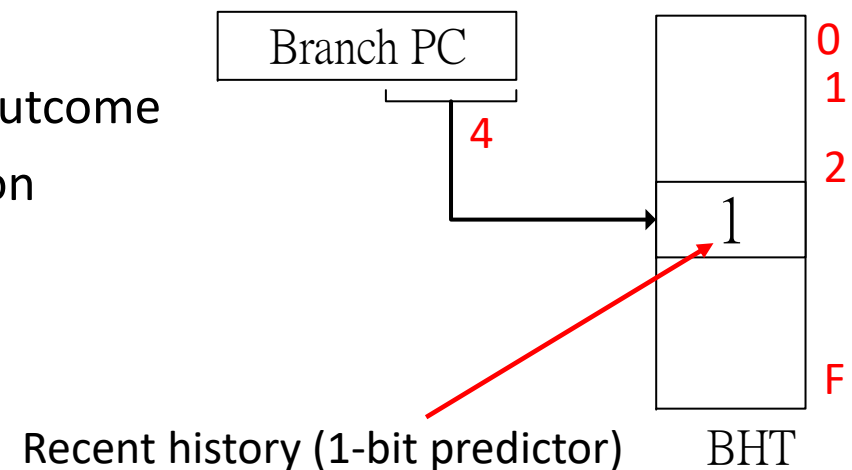 Branch PC
0
utcome
1
4
on
2
1
F
Recent history (1-bit predictor)
BHT